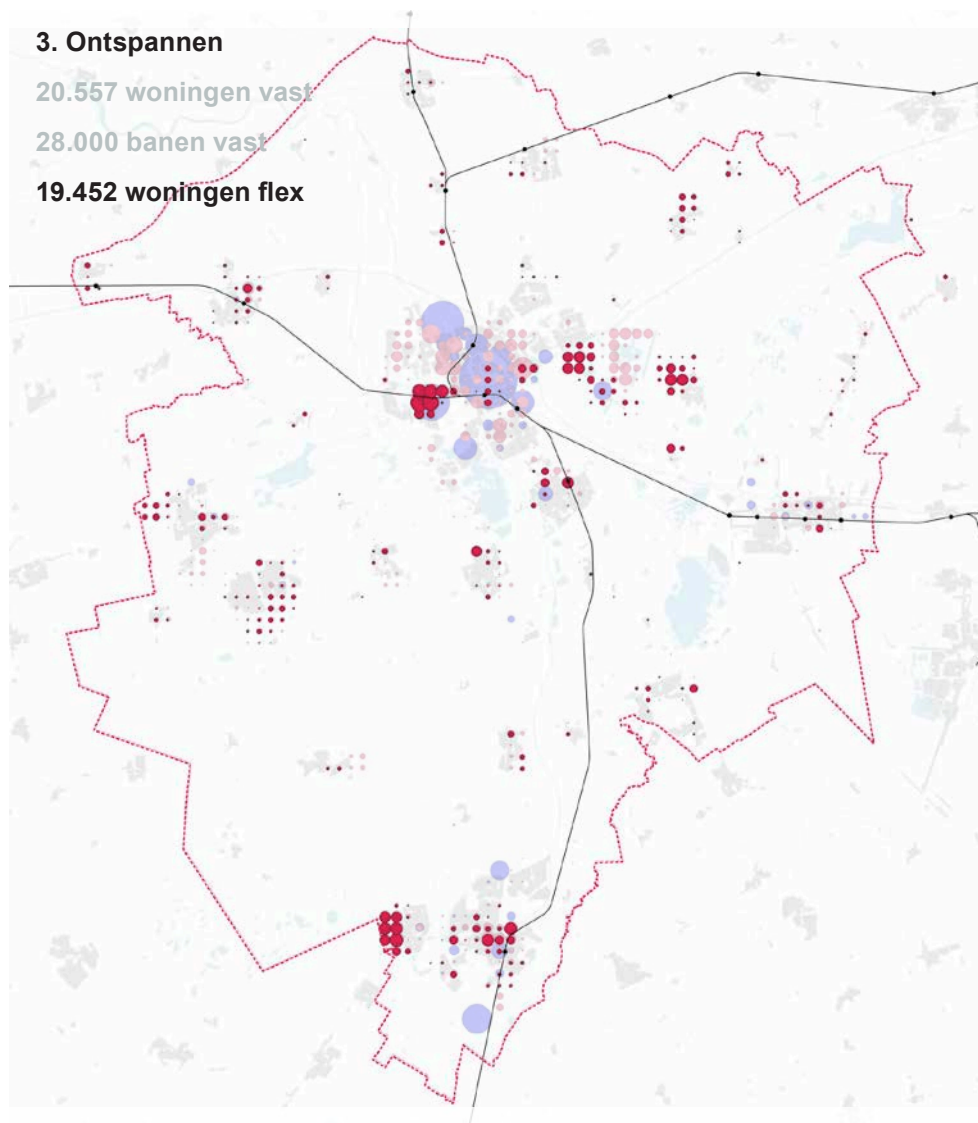 3. Ontspannen
20.557 woningen vast
28.000 banen vast
19.452 woningen flex